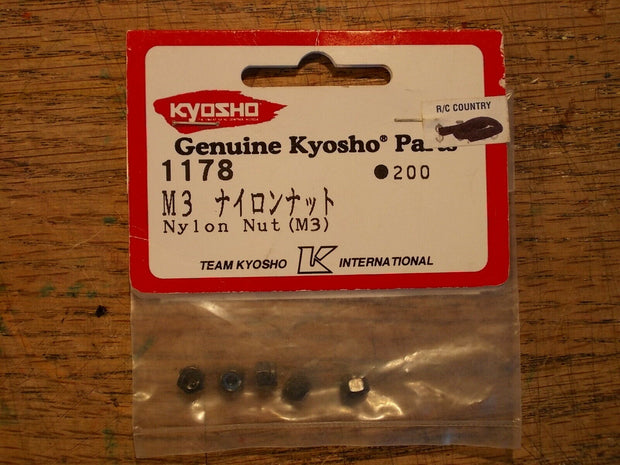 KYOSHO
R/C COUNTRY
Genuine Kyosho® Parts
1178 ●200
M3 ナイロンナット
Nylon Nut (M3)
TEAM KYOSHO K INTERNATIONAL